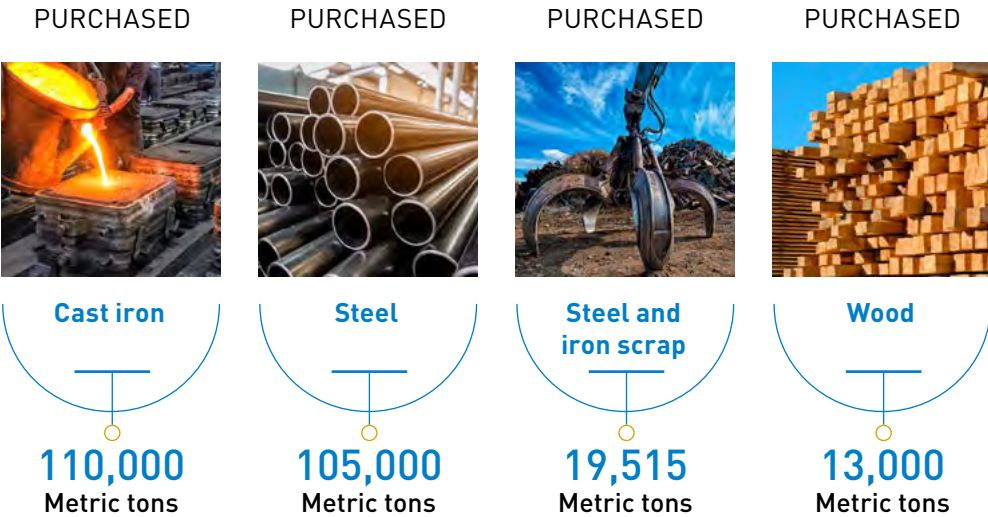 PURCHASED
PURCHASED
PURCHASED
PURCHASED
Cast iron
Steel
Steel and
iron scrap
Wood
110,000
Metric tons
105,000
Metric tons
19,515
Metric tons
13,000
Metric tons